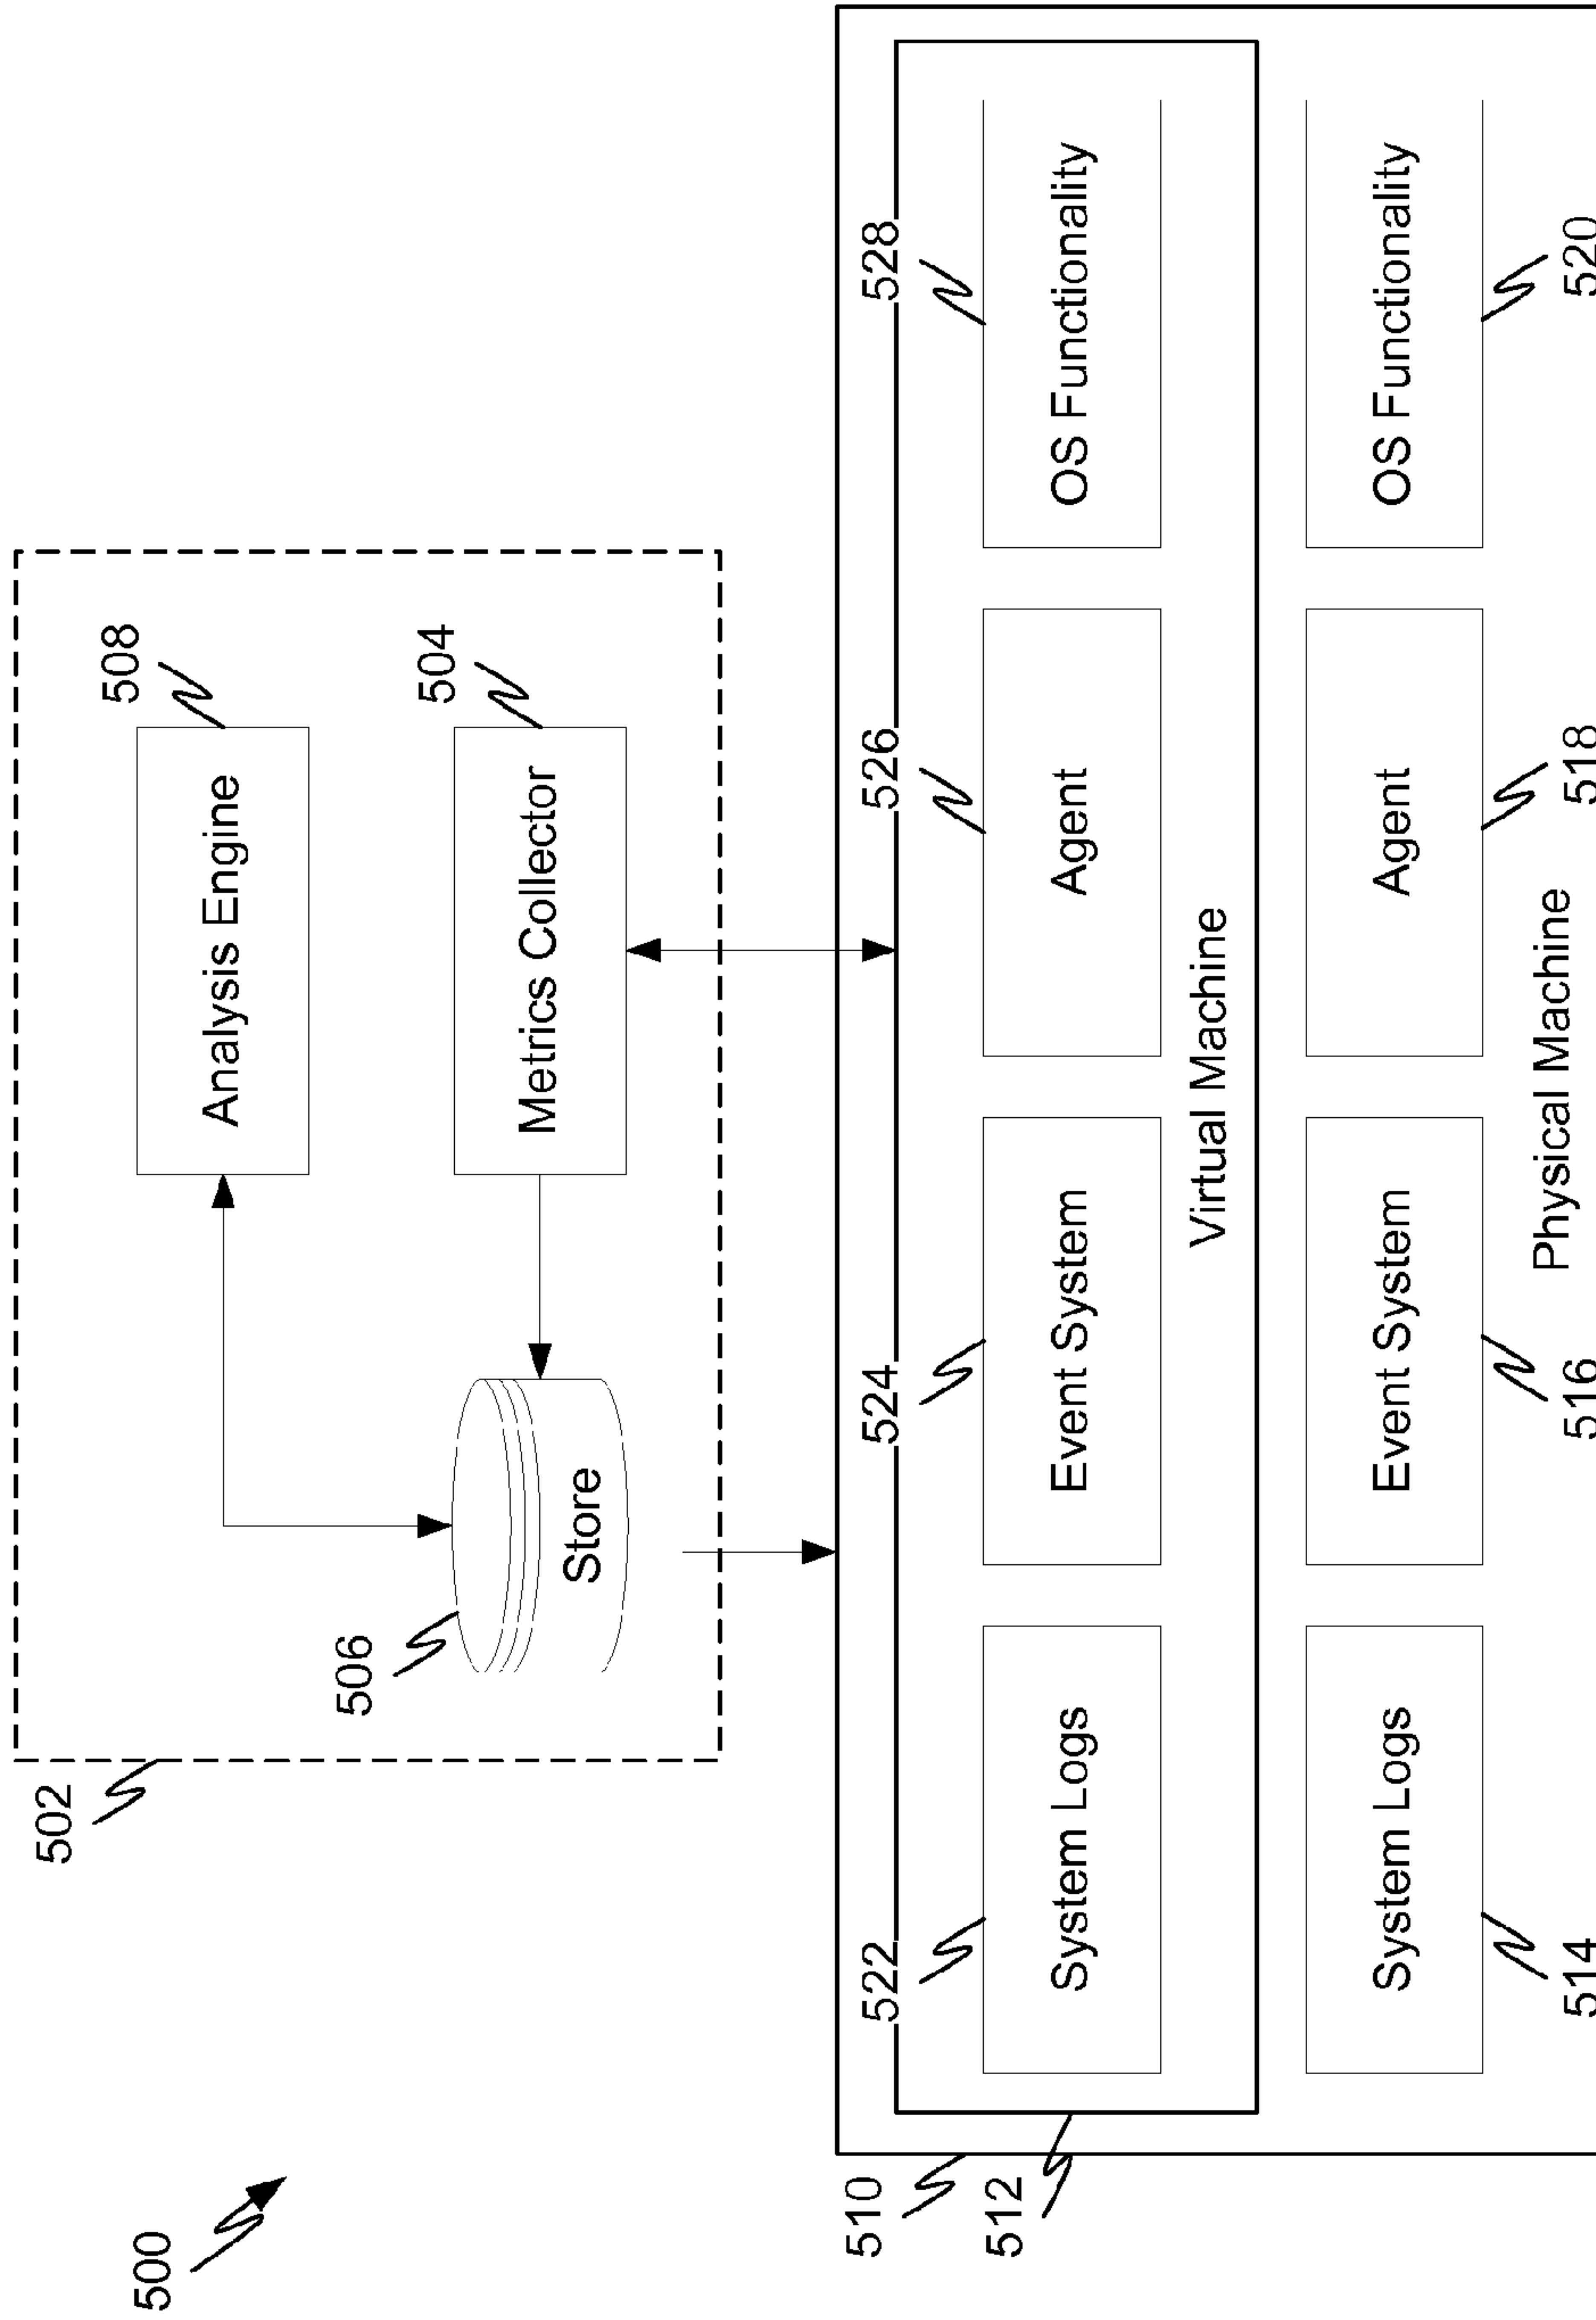 500
502
508
Analysis Engine
504
Metrics Collector
506
Store
510
512
522
524
526
528
System Logs
Event System
Agent
OS Functionality
Virtual Machine
System Logs
Event System
Agent
OS Functionality
Physical Machine
514
516
518
520